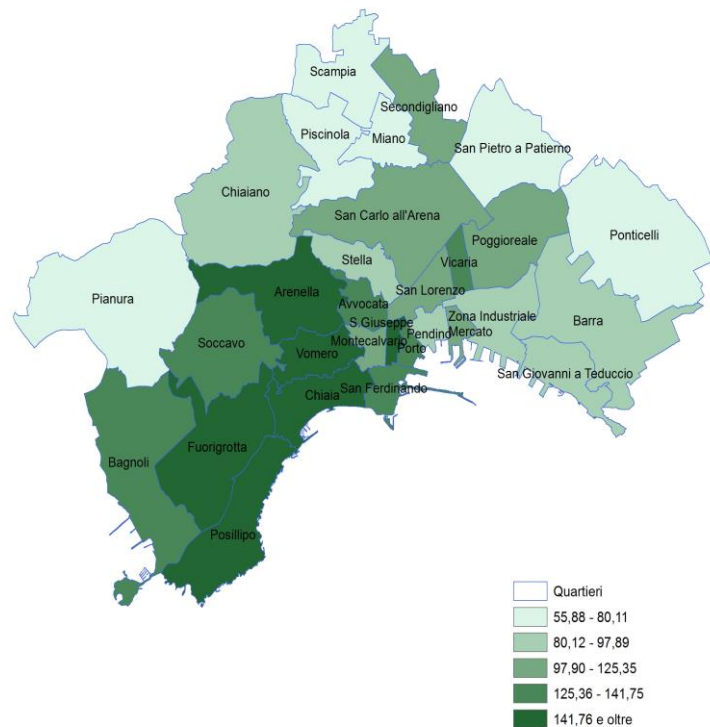 Scampia
Secondigliano
Piscinola
Miano
San Pietro a Patierno
Chiaiano
San Carlo all'Arena
Ponticelli
Poggioreale
Stella
Vicaria
Pianura
Arenella
San Lorenzo
Avvocata
Zona Industriale
Barra
S.Giuseppe
Pendino
Mercato
Soccavo
Montecalvario
Porto
Vomero
San Giovanni a Teduccio
San Ferdinando
Chiaia
Fuorigrotta
Bagnoli
Posillipo
Quartieri
55,88 - 80,11
80,12 - 97,89
97,90 - 125,35
125,36 - 141,75
141,76 e oltre